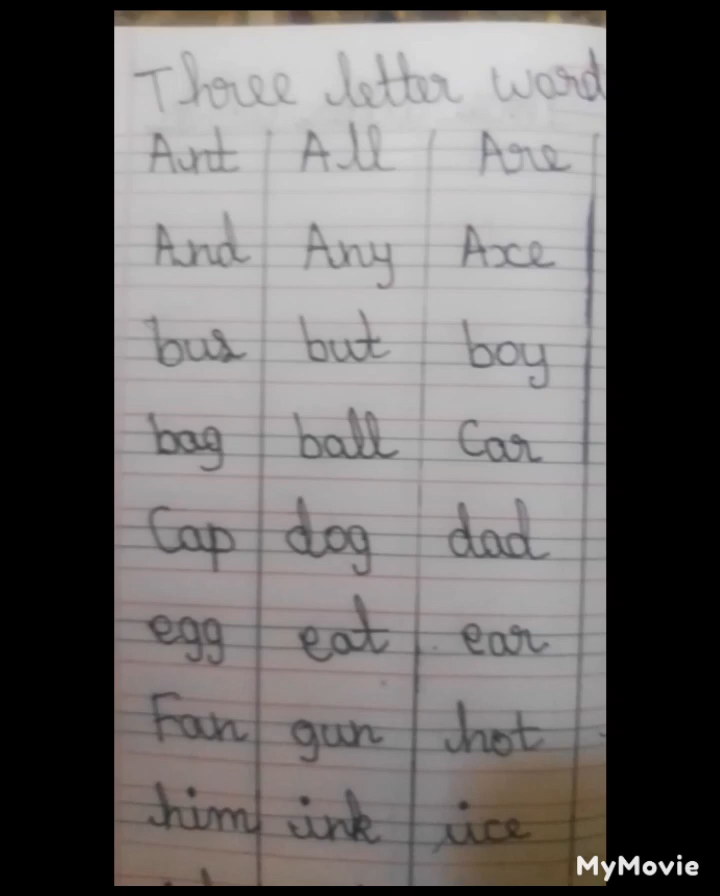 Three letter word
Ant All Are
And Any Axe
bus but boy
bag ball Car
Cap dog dad
egg eat ear
Fan gun hot
him ink ice
MyMovie